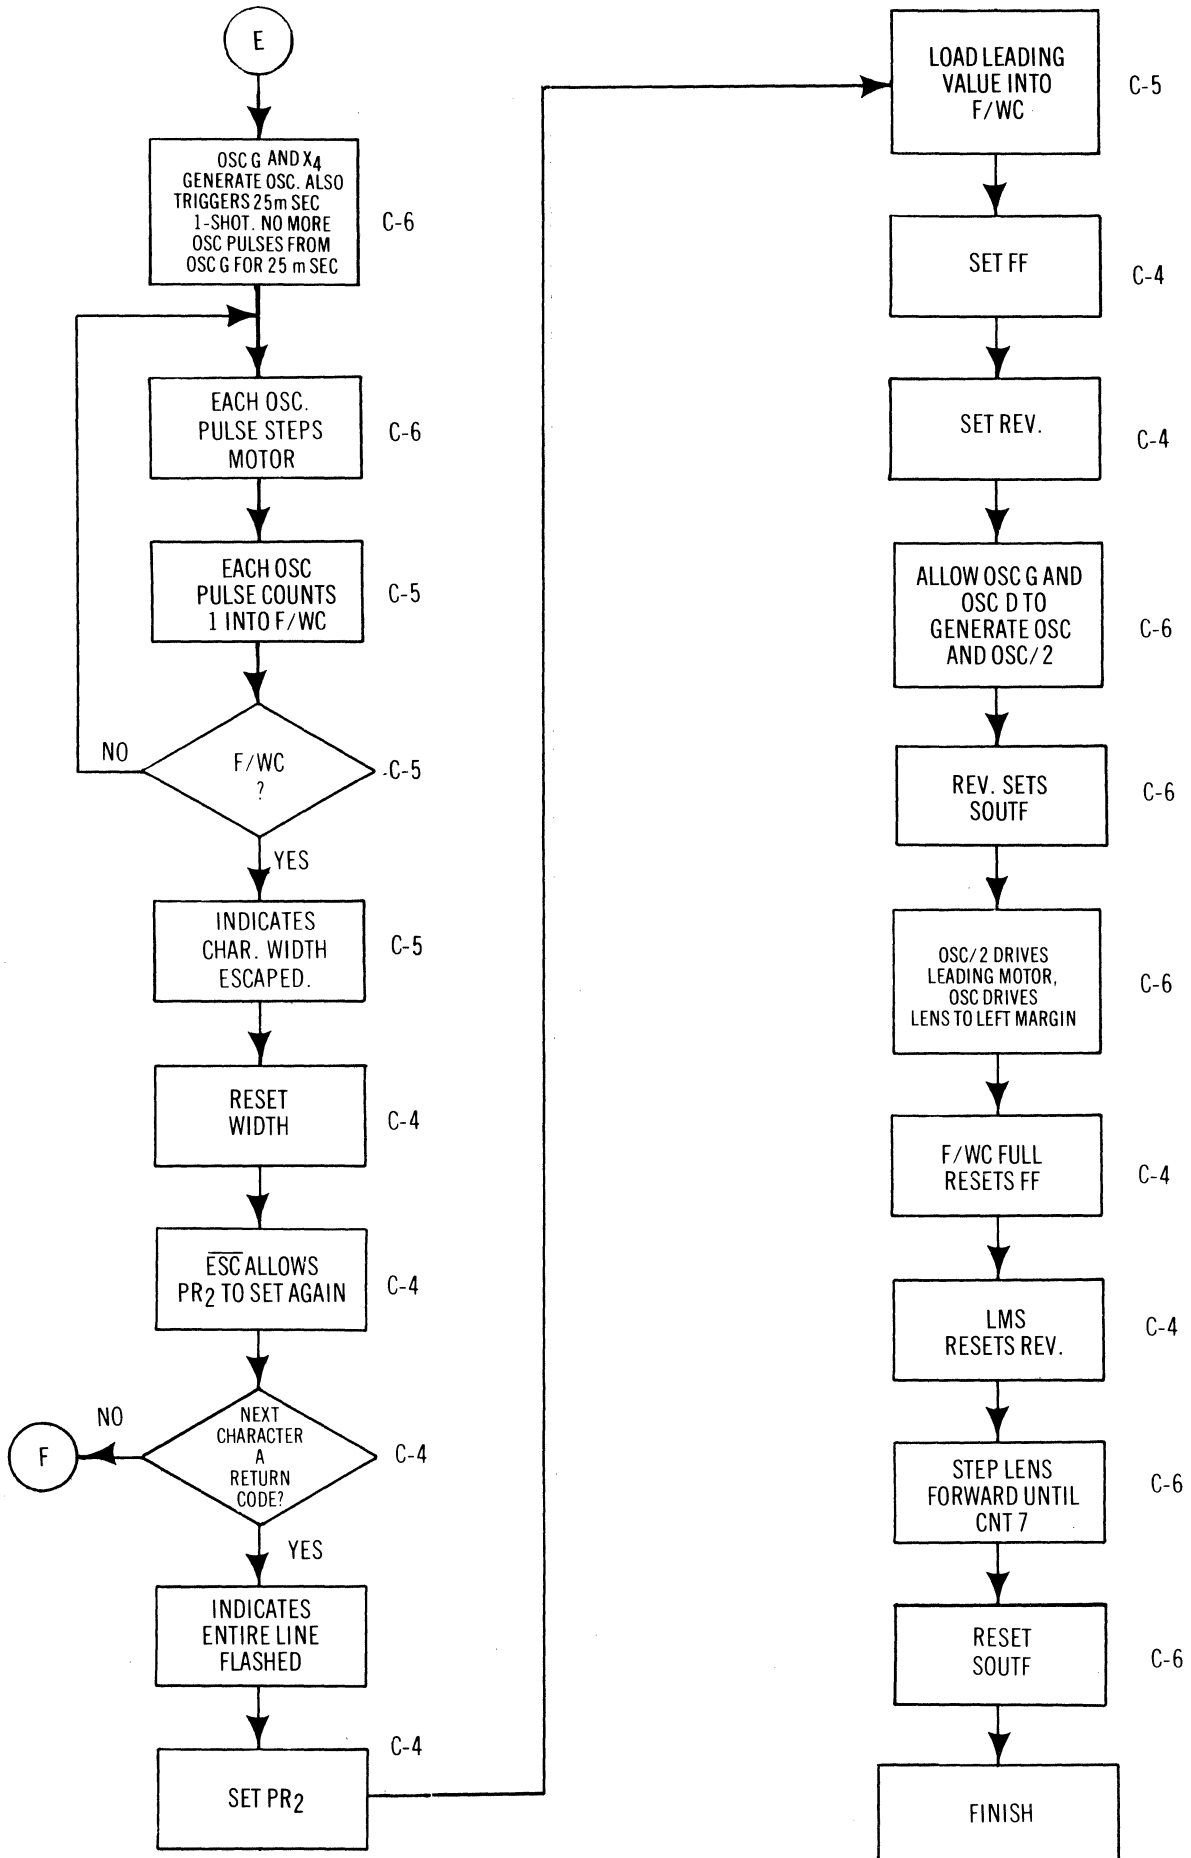 E
OSC G AND X4
GENERATE OSC. ALSO
TRIGGERS 25m SEC
1-SHOT. NO MORE
OSC PULSES FROM
OSC G FOR 25 m SEC
C-6
EACH OSC.
PULSE STEPS
MOTOR
C-6
EACH OSC
PULSE COUNTS
1 INTO F/WC
C-5
NO
F/WC
?
C-5
YES
INDICATES
CHAR. WIDTH
ESCAPED.
C-5
RESET
WIDTH
C-4
ESC ALLOWS
PR2 TO SET AGAIN
C-4
NO
F
NEXT
CHARACTER
A
RETURN
CODE?
C-4
YES
INDICATES
ENTIRE LINE
FLASHED
C-4
SET PR2
LOAD LEADING
VALUE INTO
F/WC
C-5
SET FF
C-4
SET REV.
C-4
ALLOW OSC G AND
OSC D TO
GENERATE OSC
AND OSC/2
C-6
REV. SETS
SOUTF
C-6
OSC/2 DRIVES
LEADING MOTOR,
OSC DRIVES
LENS TO LEFT MARGIN
C-6
F/WC FULL
RESETS FF
C-4
LMS
RESETS REV.
C-4
STEP LENS
FORWARD UNTIL
CNT 7
C-6
RESET
SOUTF
C-6
FINISH